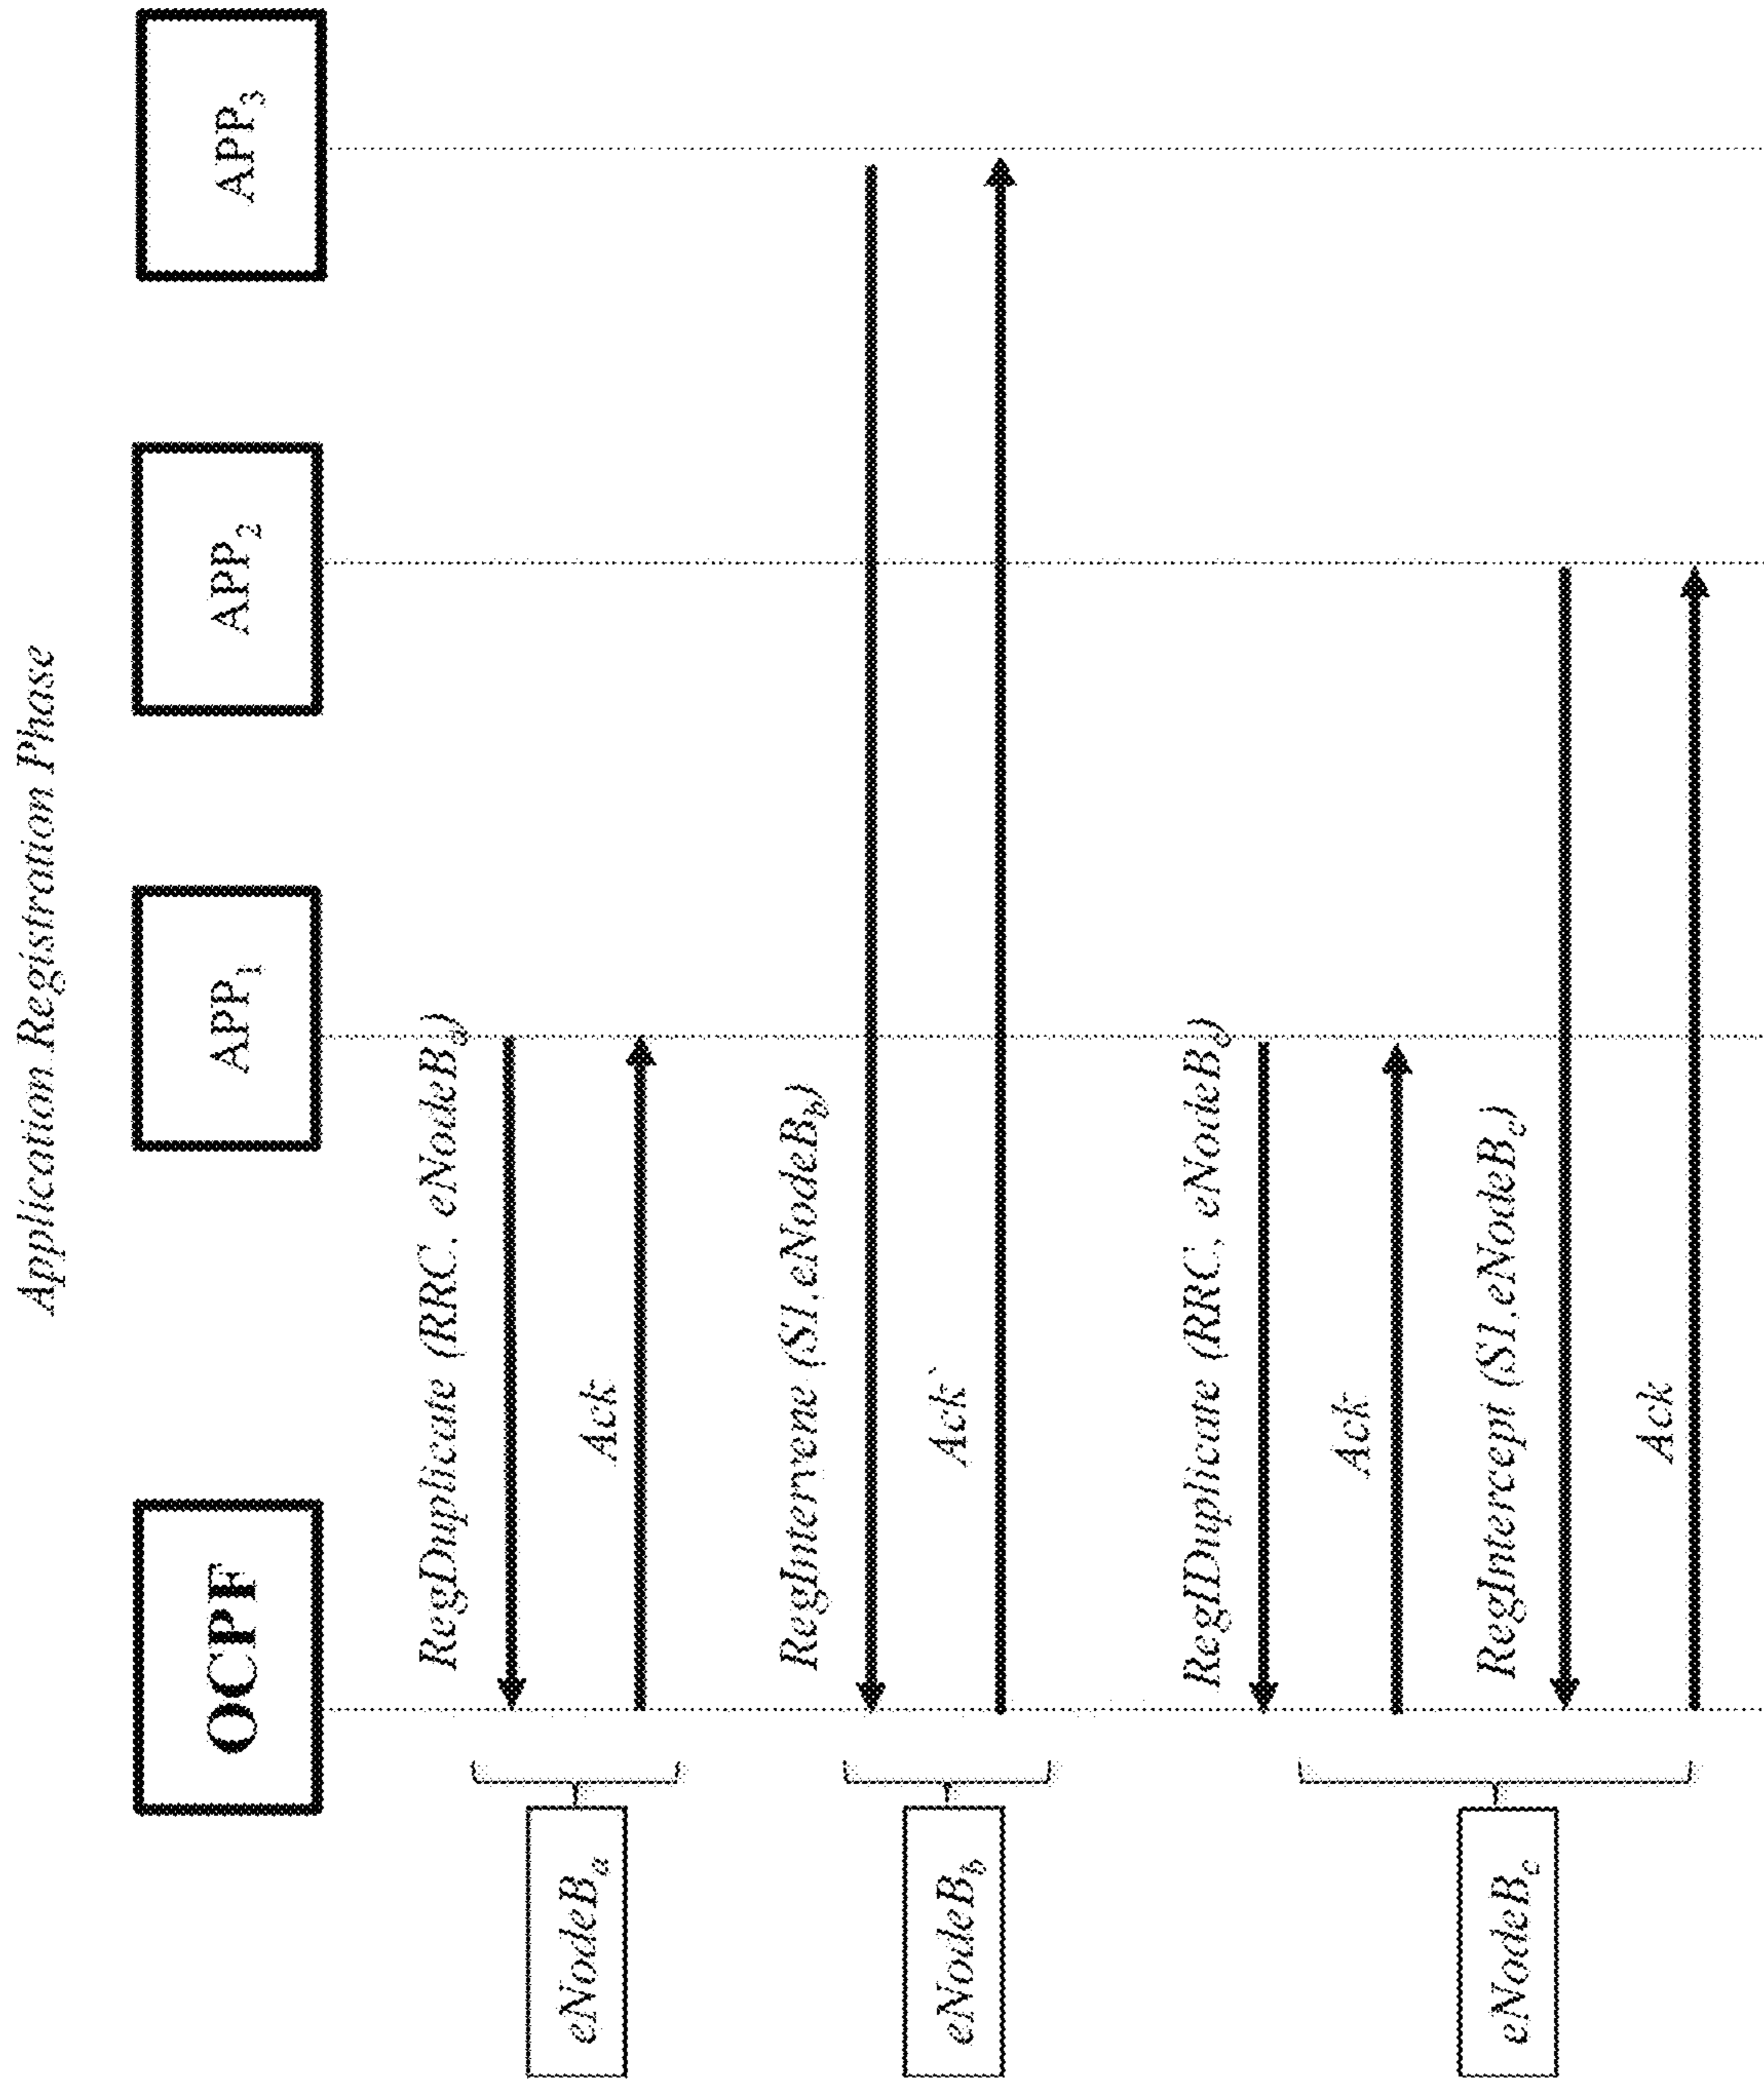 Application Registration Phase
OCPF
APP1
APP2
APP3
eNodeBa
RegDuplicate (RRC, eNodeBa)
Ack
eNodeBb
RegIntervene (S1,eNodeBb)
Ack`
eNodeBc
RegIDuplicate (RRC, eNodeBc)
Ack
RegIntercept (S1,eNodeBc)
Ack